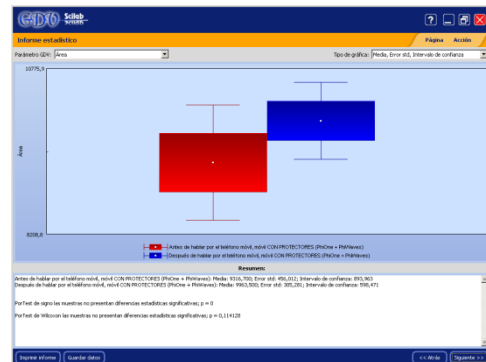 GDV Scilab
Informe estadístico
Página Acción
Parámetro GDV: Área
Tipo de gráfica: Media, Error std, Intervalo de confianza
10775,
Área
8208,8
Antes de hablar por el teléfono móvil, móvil CON PROTECTORES (PhiOne + PhiWaves)
Después de hablar por el teléfono móvil, móvil CON PROTECTORES (PhiOne + PhiWaves)
Resumen:
Antes de hablar por el teléfono móvil, móvil CON PROTECTORES (PhiOne + PhiWaves): Media: 9316,700; Error std: 456,012; Intervalo de confianza: 893,963
Después de hablar por el teléfono móvil, móvil CON PROTECTORES (PhiOne + PhiWaves): Media: 9963,500; Error std: 305,281; Intervalo de confianza: 598,471
PorTest de signo las muestras no presentan diferencias estadísticas significativas; p = 0
PorTest de Wilcoxon las muestras no presentan diferencias estadísticas significativas; p = 0,114128
Imprimir informe Guardar datos
<< Atrás Siguiente >>